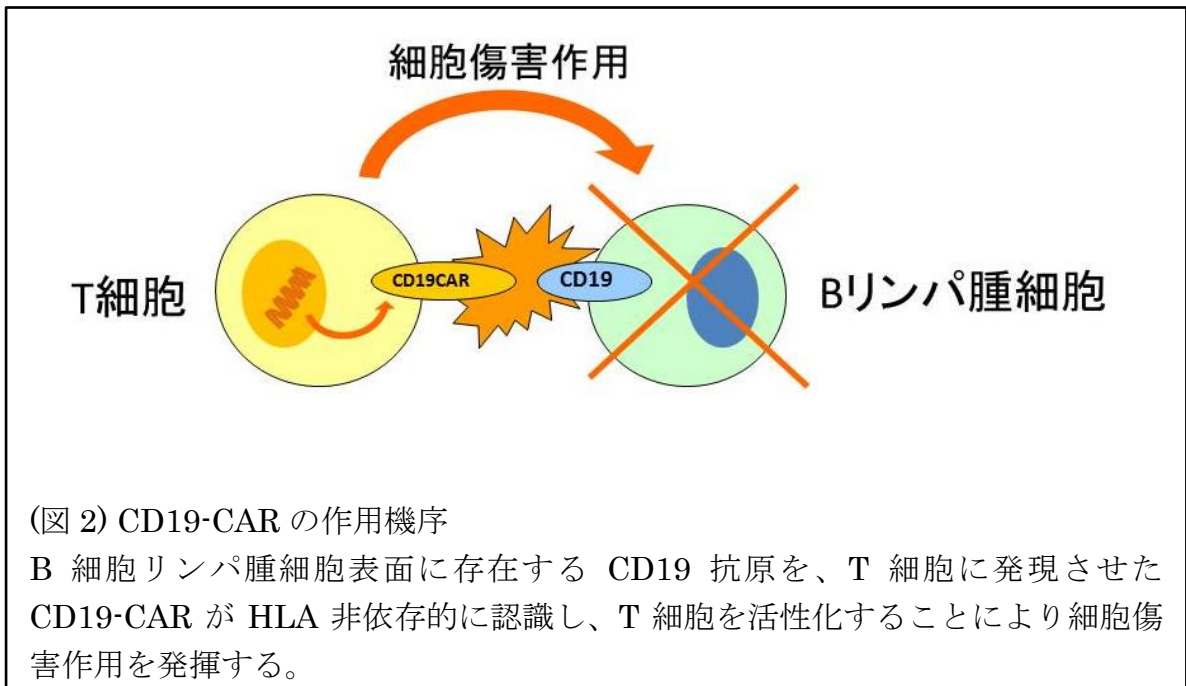 細胞傷害作用
T細胞
CD19CAR
CD19
Bリンパ腫細胞
(図 2) CD19-CAR の作用機序
B 細胞リンパ腫細胞表面に存在する CD19 抗原を、T 細胞に発現させた
CD19-CAR が HLA 非依存的に認識し、T 細胞を活性化することにより細胞傷
害作用を発揮する。